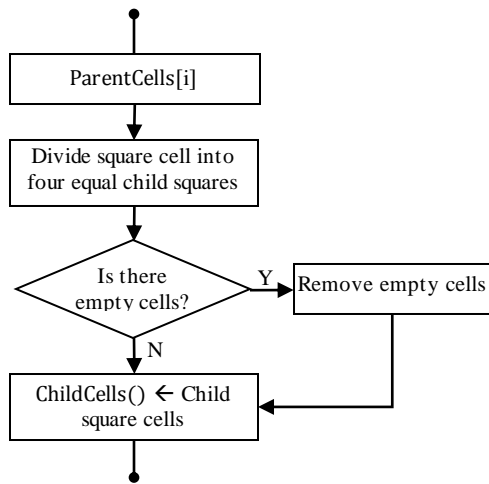 ParentCells[i]
Divide square cell into
four equal child squares
Is there
empty cells?
Y
Remove empty cells
N
ChildCells() ← Child
square cells